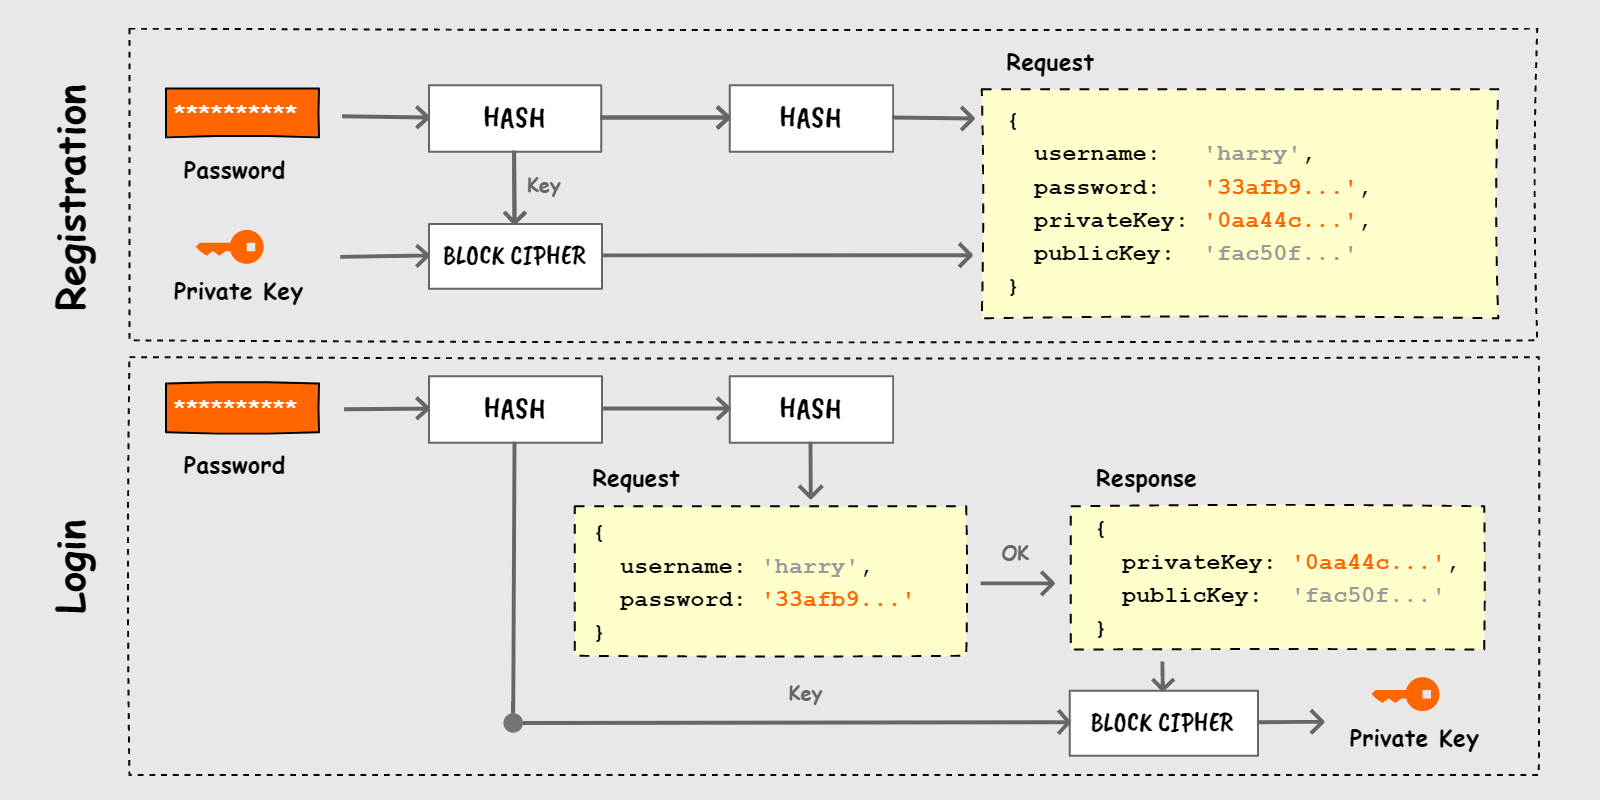 Registration
Request
**********
HASH
HASH
{
username: 'harry',
Password
Key
password: '33afb9...',
privateKey: '0aa44c...',
publicKey: 'fac50f...'
}
BLOCK CIPHER
Private Key
Login
**********
HASH
HASH
Password
Request
{
username: 'harry',
password: '33afb9...'
}
OK
Response
{
privateKey: '0aa44c...',
publicKey: 'fac50f...'
}
Key
BLOCK CIPHER
Private Key